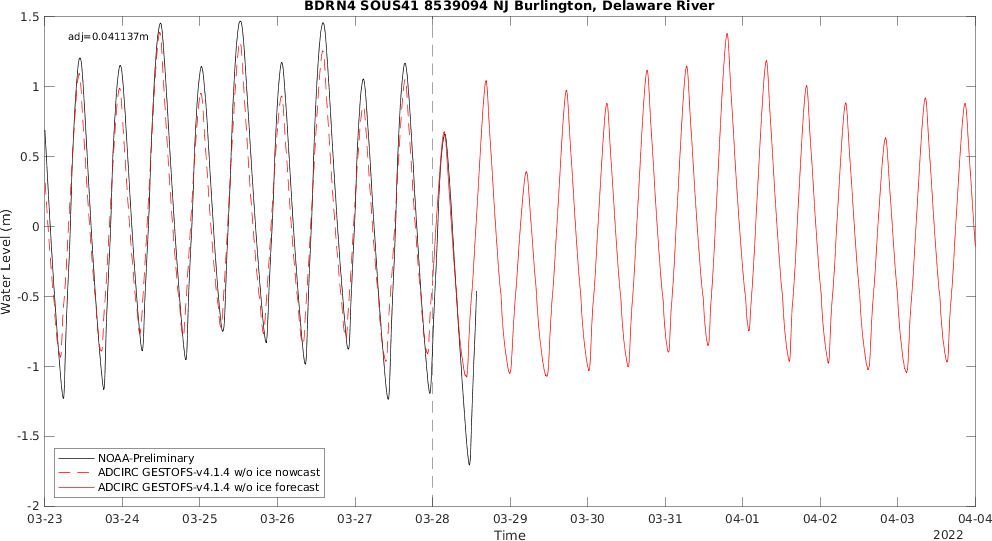 BDRN4 SOUS41 8539094 NJ Burlington, Delaware River
adj=0.041137m
1.5
1
0.5
0
-0.5
-1
-1.5
-2
Water Level (m)
NOAA-Preliminary
ADCIRC GESTOFS-v4.1.4 w/o ice nowcast
ADCIRC GESTOFS-v4.1.4 w/o ice forecast
03-23 03-24 03-25 03-26 03-27 03-28 03-29 03-30 03-31 04-01 04-02 04-03 04-04
Time
2022